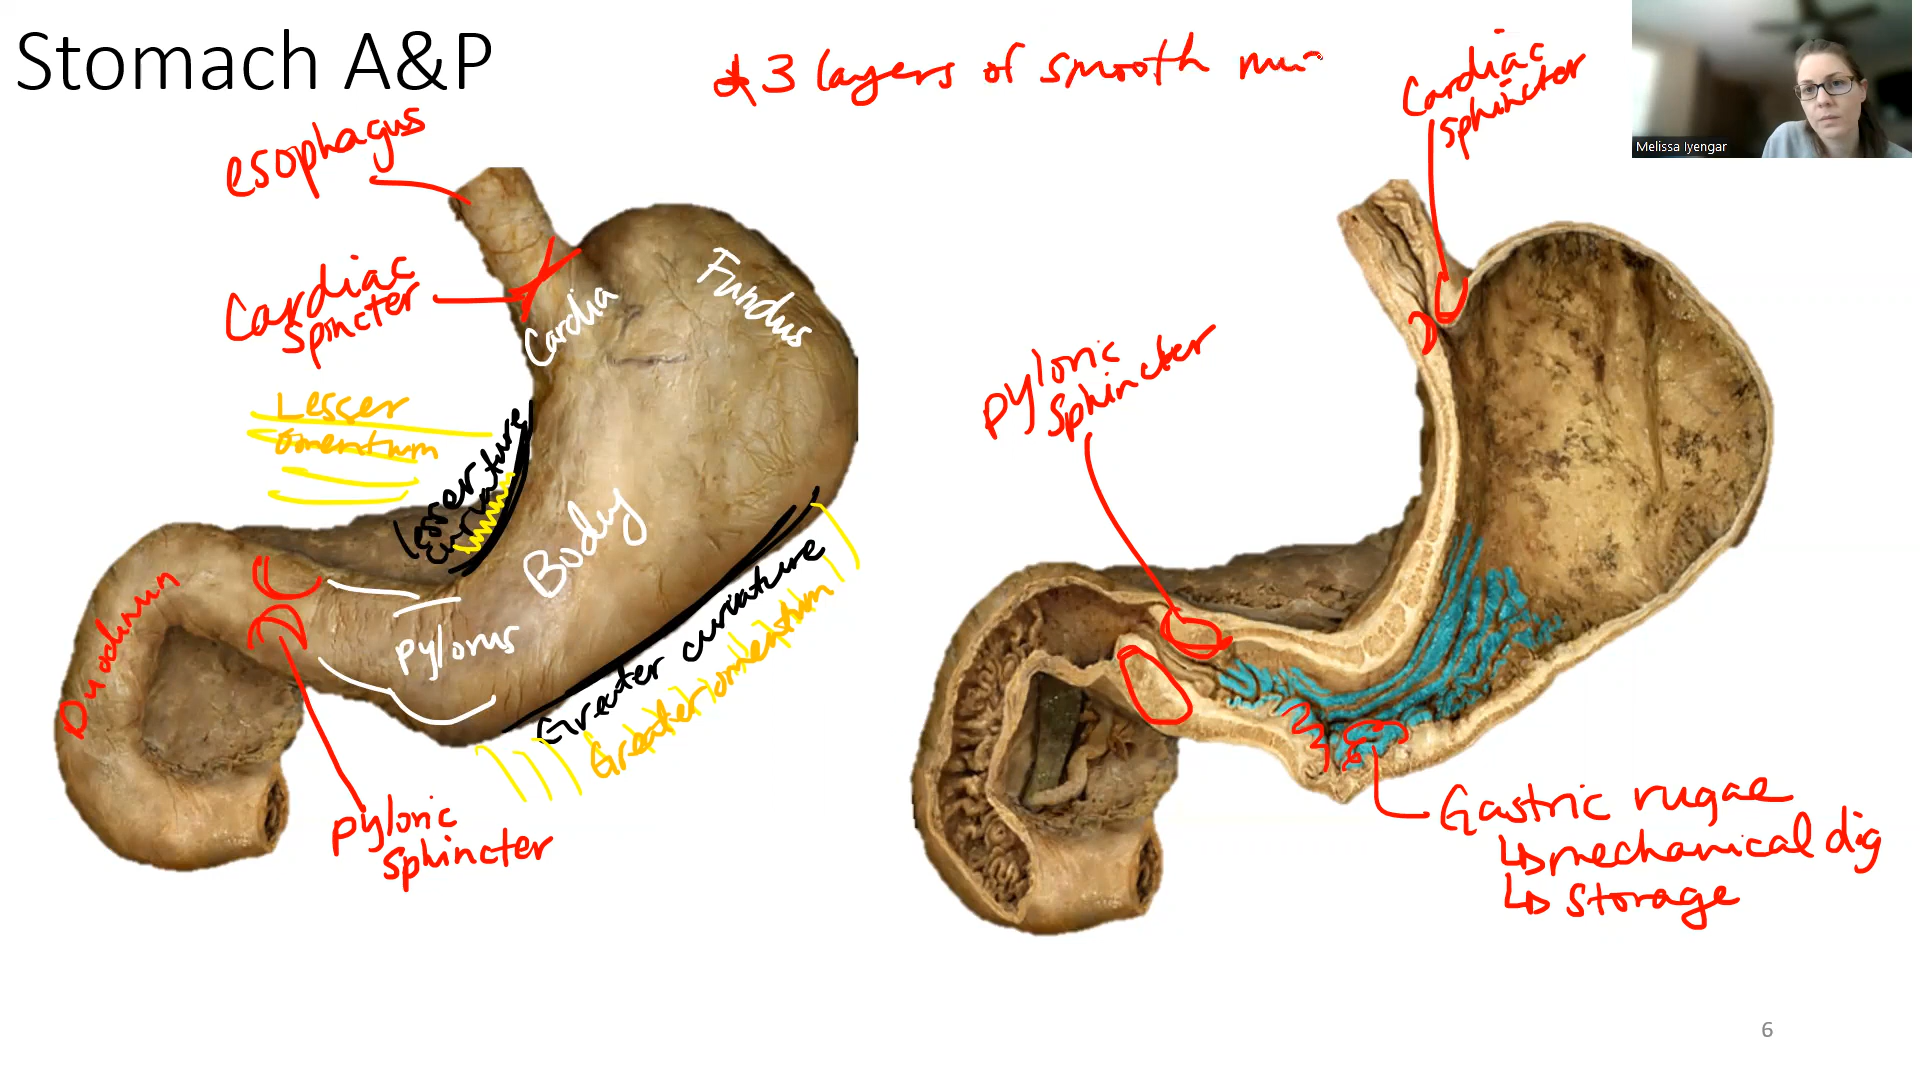 Stomach A&P
*3 layers of smooth mu
Melissa Iyengar
esophagus
Cardiac
spincter
Cardia
Fundus
Lesser
omentum
lesser
curvature
Body
Duodenum
Pylorus
Greater curvature
Greater omentum
Pyloric
Sphincter
Cardiac
sphincter
Pyloric
Sphincter
Gastric rugae
↳mechanical dig
↳ Storage
6